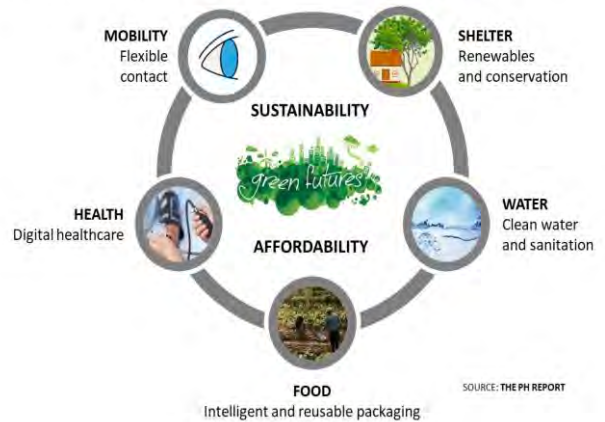 MOBILITY
Flexible
contact
SHELTER
Renewables
and conservation
SUSTAINABILITY
green futures
HEALTH
Digital healthcare
WATER
Clean water
and sanitation
AFFORDABILITY
FOOD
Intelligent and reusable packaging
SOURCE: THE PH REPORT